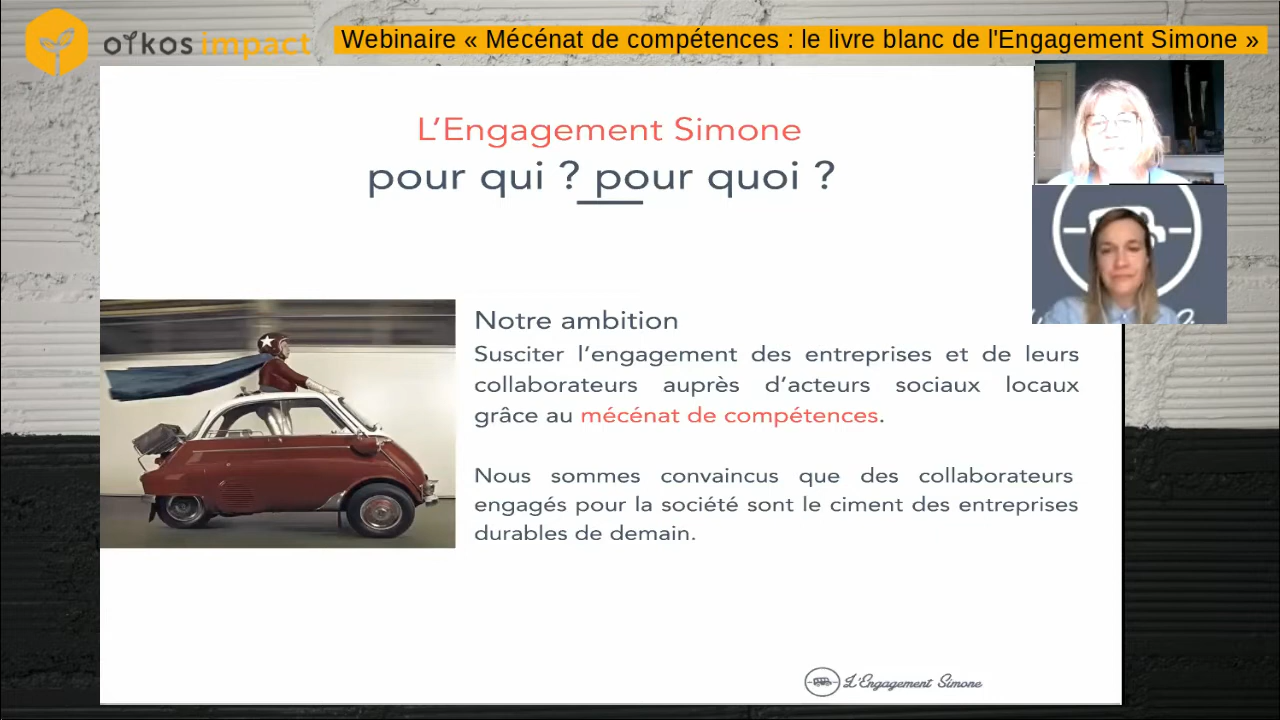 oïkos impact
Webinaire « Mécénat de compétences : le livre blanc de l'Engagement Simone »
L’Engagement Simone
pour qui ? pour quoi ?
Notre ambition
Susciter l’engagement des entreprises et de leurs
collaborateurs auprès d’acteurs sociaux locaux
grâce au mécénat de compétences.
Nous sommes convaincus que des collaborateurs
engagés pour la société sont le ciment des entreprises
durables de demain.
L'Engagement Simone